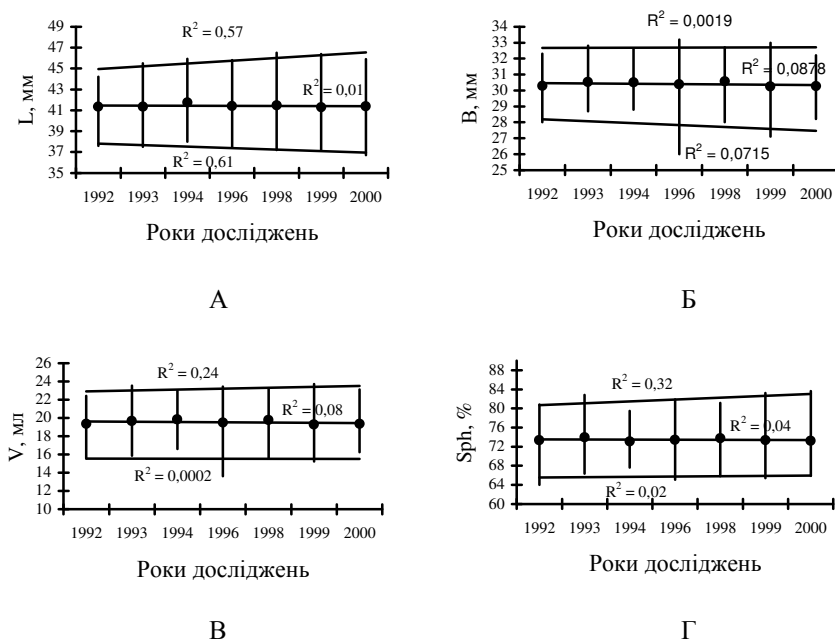 L, мм
49
47
45
43
41
39
37
35
R² = 0,57
R² = 0,01
R² = 0,61
1992 1993 1994 1996 1998 1999 2000
Роки досліджень
А
B, мм
34
33
32
31
30
29
28
27
26
25
R² = 0,0019
R² = 0,0878
R² = 0,0715
1992 1993 1994 1996 1998 1999 2000
Роки досліджень
Б
V, мл
26
24
22
20
18
16
14
12
10
R² = 0,24
R² = 0,08
R² = 0,0002
1992 1993 1994 1996 1998 1999 2000
Роки досліджень
В
Sph, %
88
84
80
76
72
68
64
60
R² = 0,32
R² = 0,04
R² = 0,02
1992 1993 1994 1996 1998 1999 2000
Роки досліджень
Г